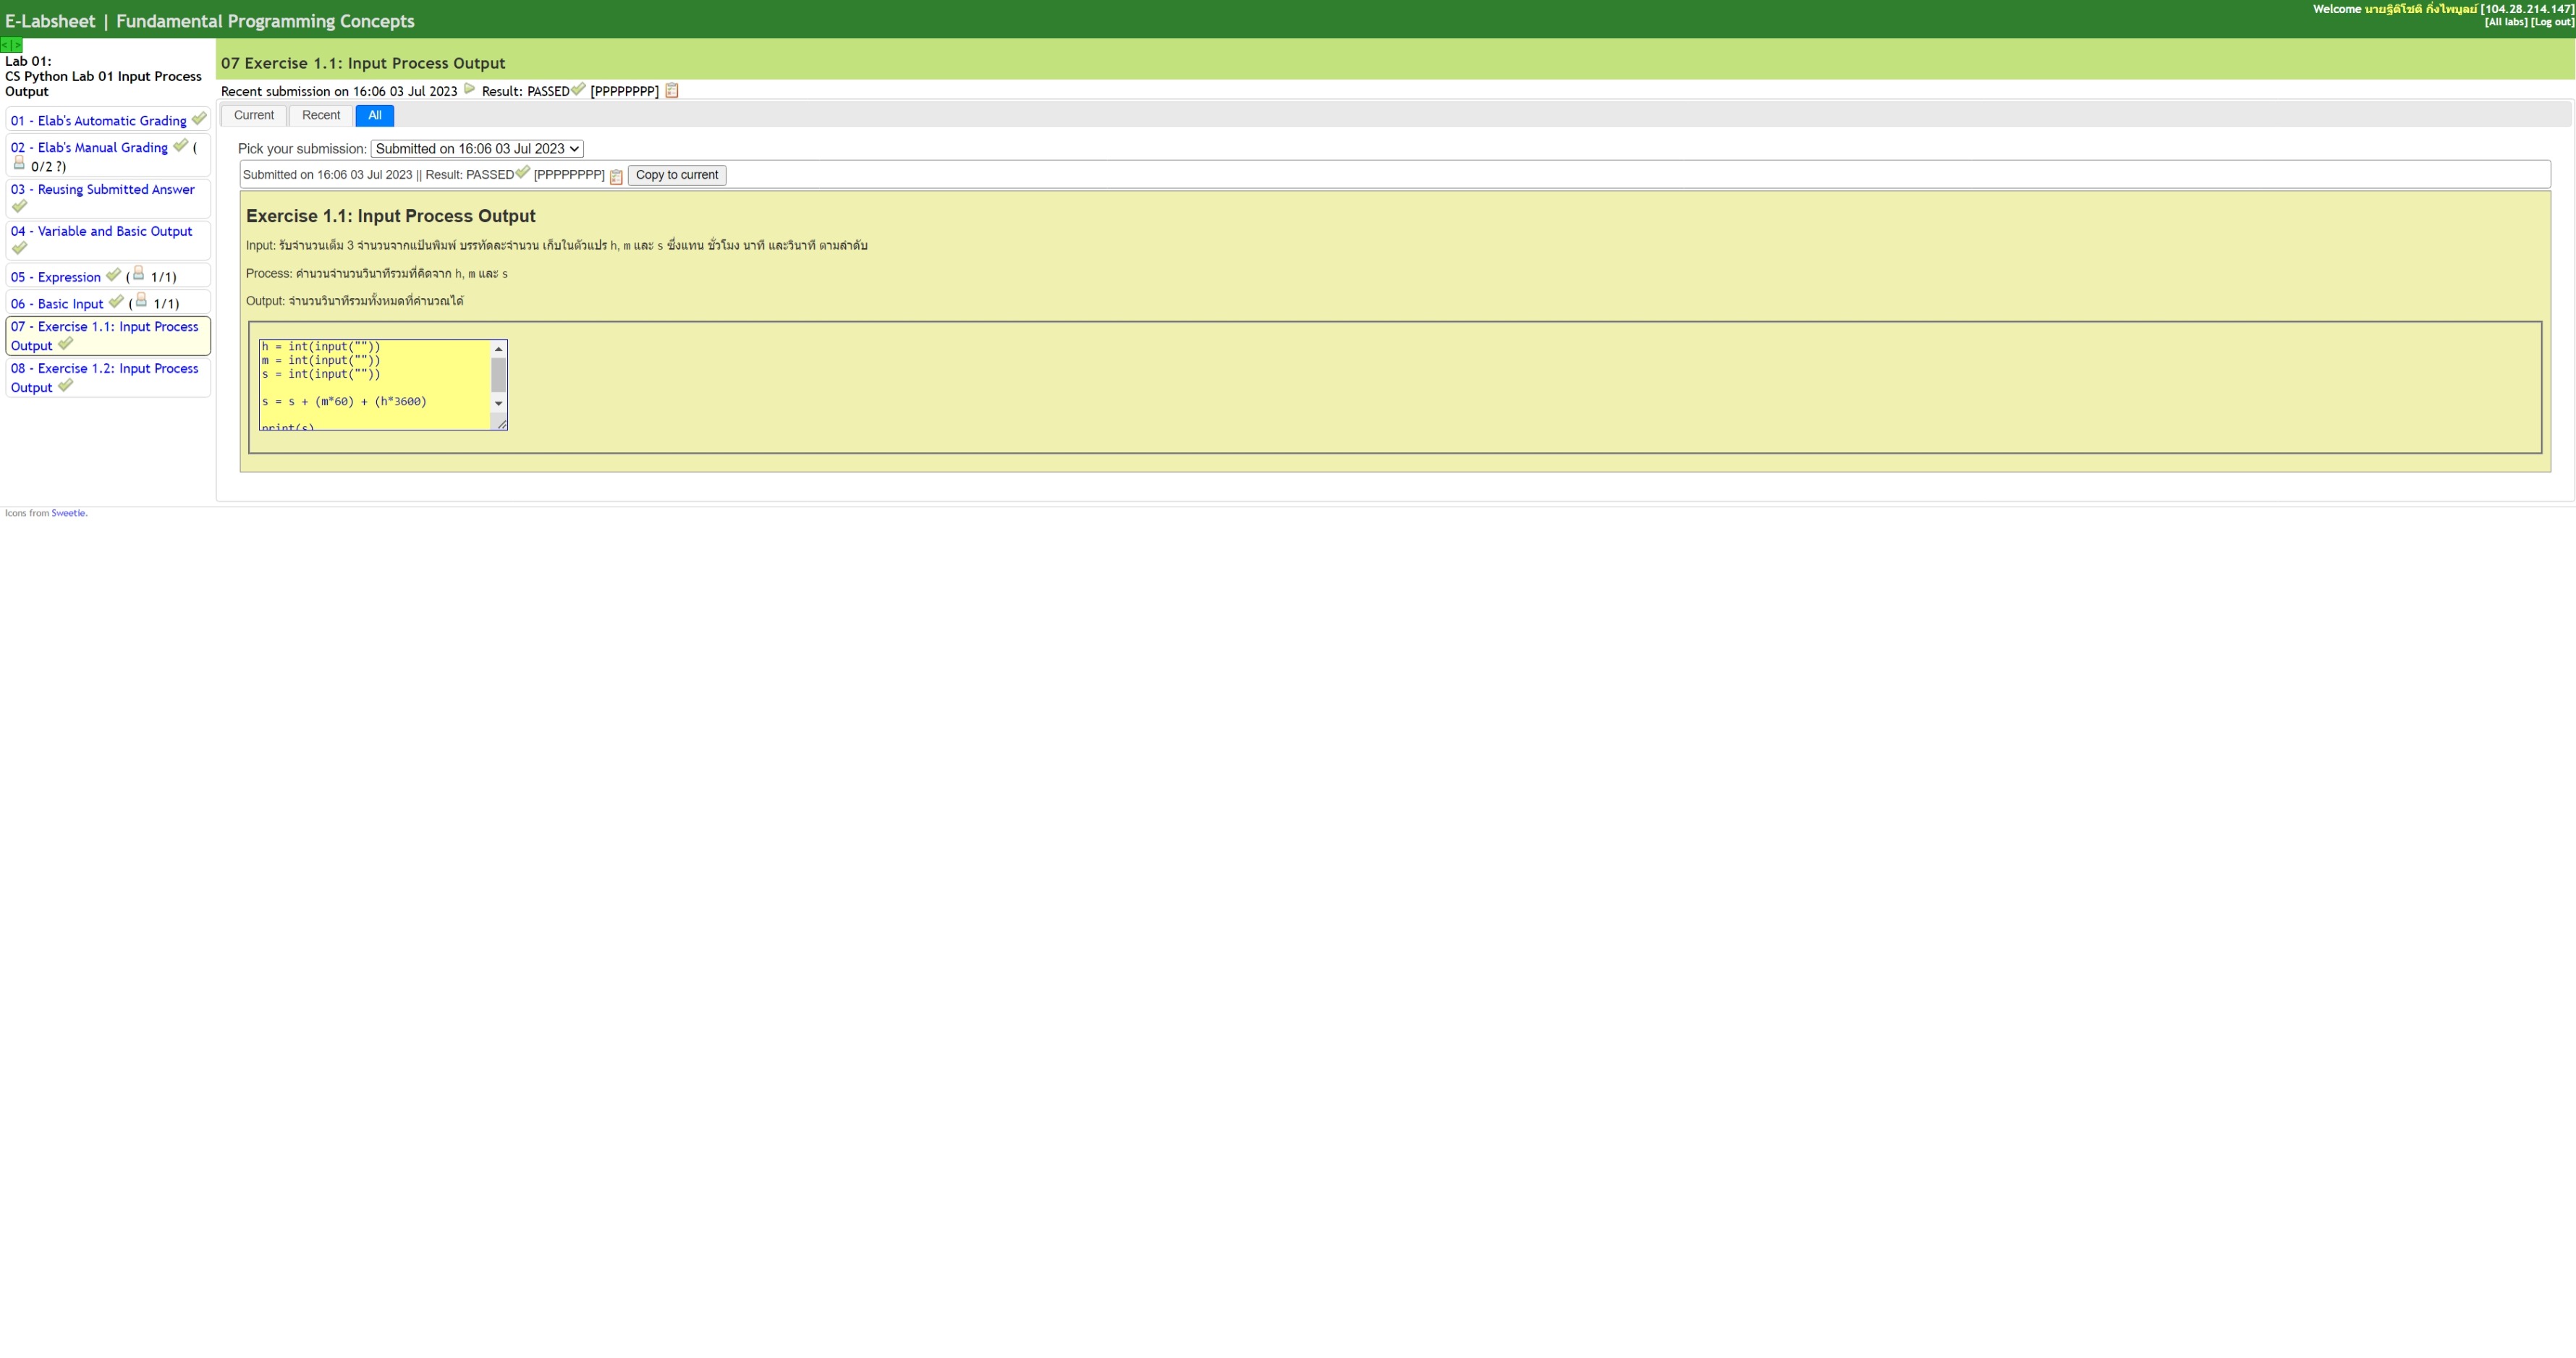 E-Labsheet | Fundamental Programming Concepts
Welcome นายฐิติโชติ กิ่งไพบูลย์ [104.28.214.147]
[All labs] [Log out]
<|>
Lab 01:
CS Python Lab 01 Input Process
Output
01 - Elab's Automatic Grading
02 - Elab's Manual Grading (
0/2 ?)
03 - Reusing Submitted Answer
04 - Variable and Basic Output
05 - Expression ( 1/1)
06 - Basic Input ( 1/1)
07 - Exercise 1.1: Input Process
Output
08 - Exercise 1.2: Input Process
Output
07 Exercise 1.1: Input Process Output
Recent submission on 16:06 03 Jul 2023 Result: PASSED [PPPPPPPP]
Current Recent All
Pick your submission: Submitted on 16:06 03 Jul 2023
Submitted on 16:06 03 Jul 2023 || Result: PASSED [PPPPPPPP] Copy to current
Exercise 1.1: Input Process Output
Input: รับจำนวนเต็ม 3 จำนวนจากแป้นพิมพ์ บรรทัดละจำนวน เก็บในตัวแปร h, m และ s ซึ่งแทน ชั่วโมง นาที และวินาที ตามลำดับ
Process: คำนวนจำนวนวินาทีรวมที่คิดจาก h, m และ s
Output: จำนวนวินาทีรวมทั้งหมดที่คำนวณได้
h = int(input(""))
m = int(input(""))
s = int(input(""))
s = s + (m*60) + (h*3600)
print(s)
Icons from Sweetie.